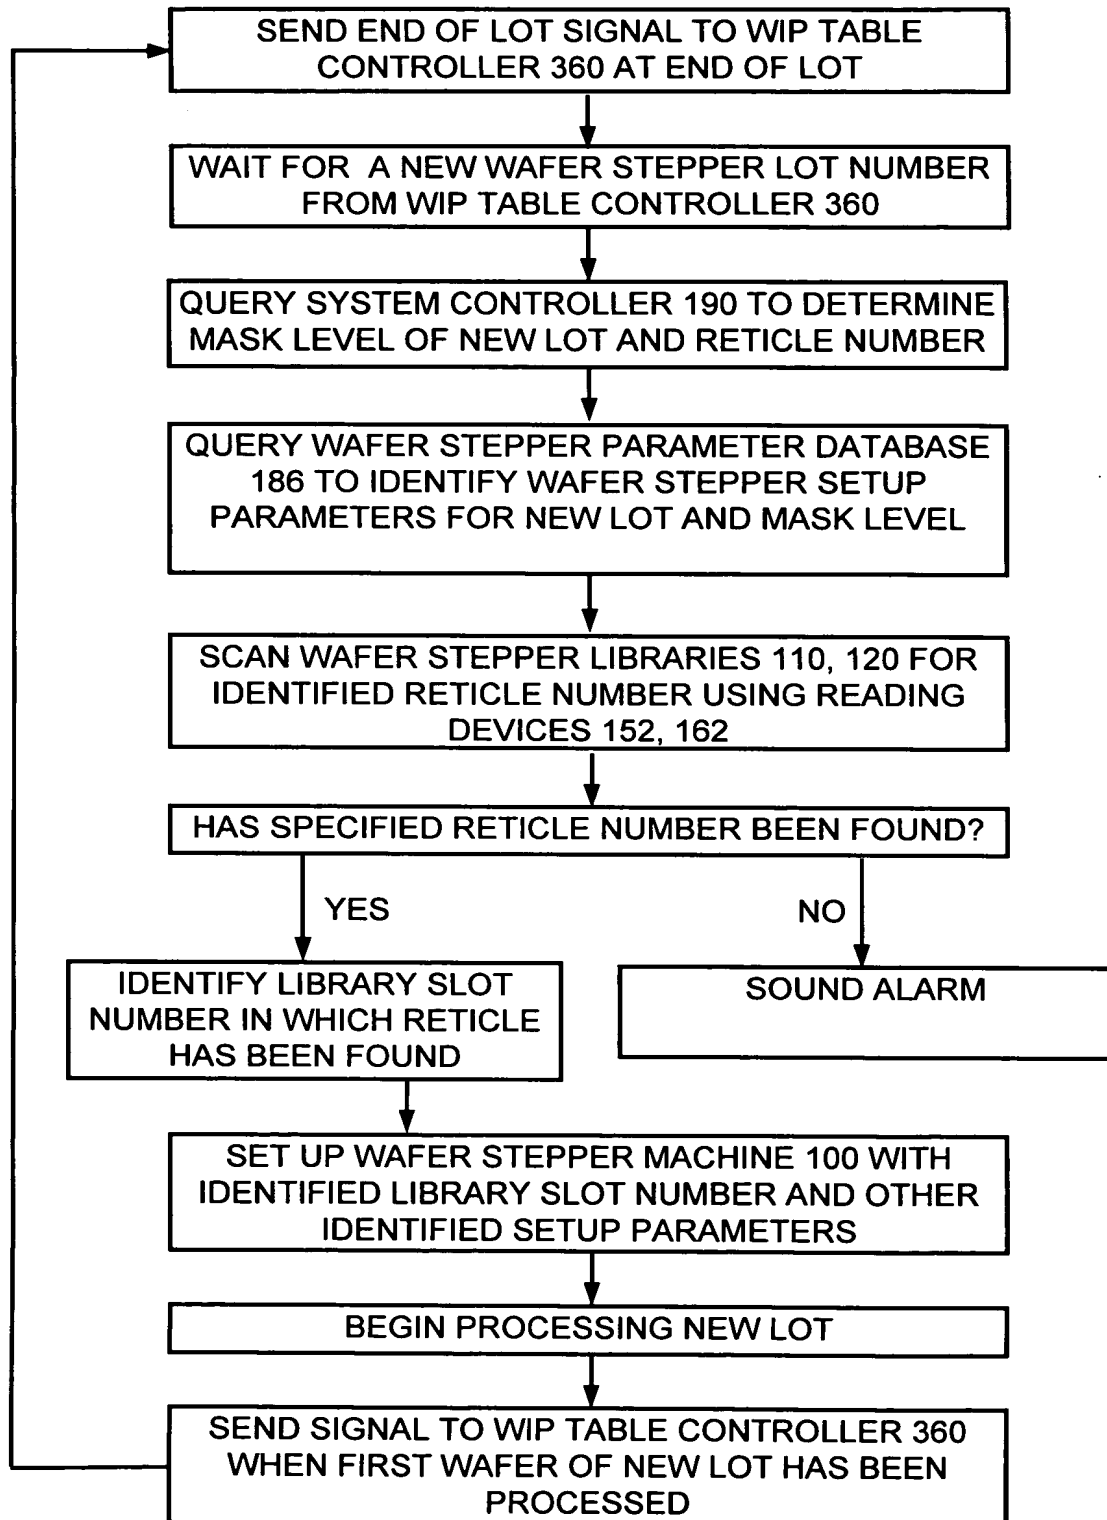 SEND END OF LOT SIGNAL TO WIP TABLE
CONTROLLER 360 AT END OF LOT
WAIT FOR A NEW WAFER STEPPER LOT NUMBER
FROM WIP TABLE CONTROLLER 360
QUERY SYSTEM CONTROLLER 190 TO DETERMINE
MASK LEVEL OF NEW LOT AND RETICLE NUMBER
QUERY WAFER STEPPER PARAMETER DATABASE
186 TO IDENTIFY WAFER STEPPER SETUP
PARAMETERS FOR NEW LOT AND MASK LEVEL
SCAN WAFER STEPPER LIBRARIES 110, 120 FOR
IDENTIFIED RETICLE NUMBER USING READING
DEVICES 152, 162
HAS SPECIFIED RETICLE NUMBER BEEN FOUND?
YES
NO
IDENTIFY LIBRARY SLOT
NUMBER IN WHICH RETICLE
HAS BEEN FOUND
SOUND ALARM
SET UP WAFER STEPPER MACHINE 100 WITH
IDENTIFIED LIBRARY SLOT NUMBER AND OTHER
IDENTIFIED SETUP PARAMETERS
BEGIN PROCESSING NEW LOT
SEND SIGNAL TO WIP TABLE CONTROLLER 360
WHEN FIRST WAFER OF NEW LOT HAS BEEN
PROCESSED